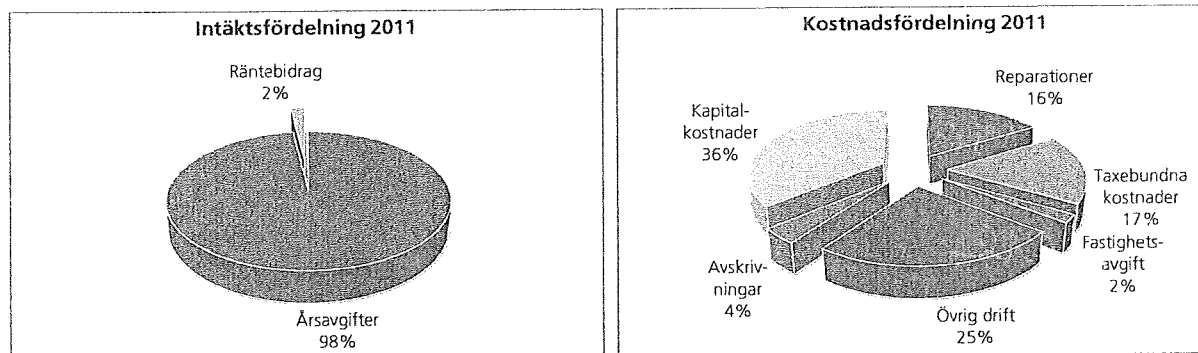 Intäktsfördelning 2011
Räntebidrag
2%
Årsavgifter
98%
Kostnadsfördelning 2011
Reparationer
16%
Taxebundna
kostnader
17%
Fastighets-
avgift
2%
Övrig drift
25%
Avskriv-
ningar
4%
Kapital-
kostnader
36%